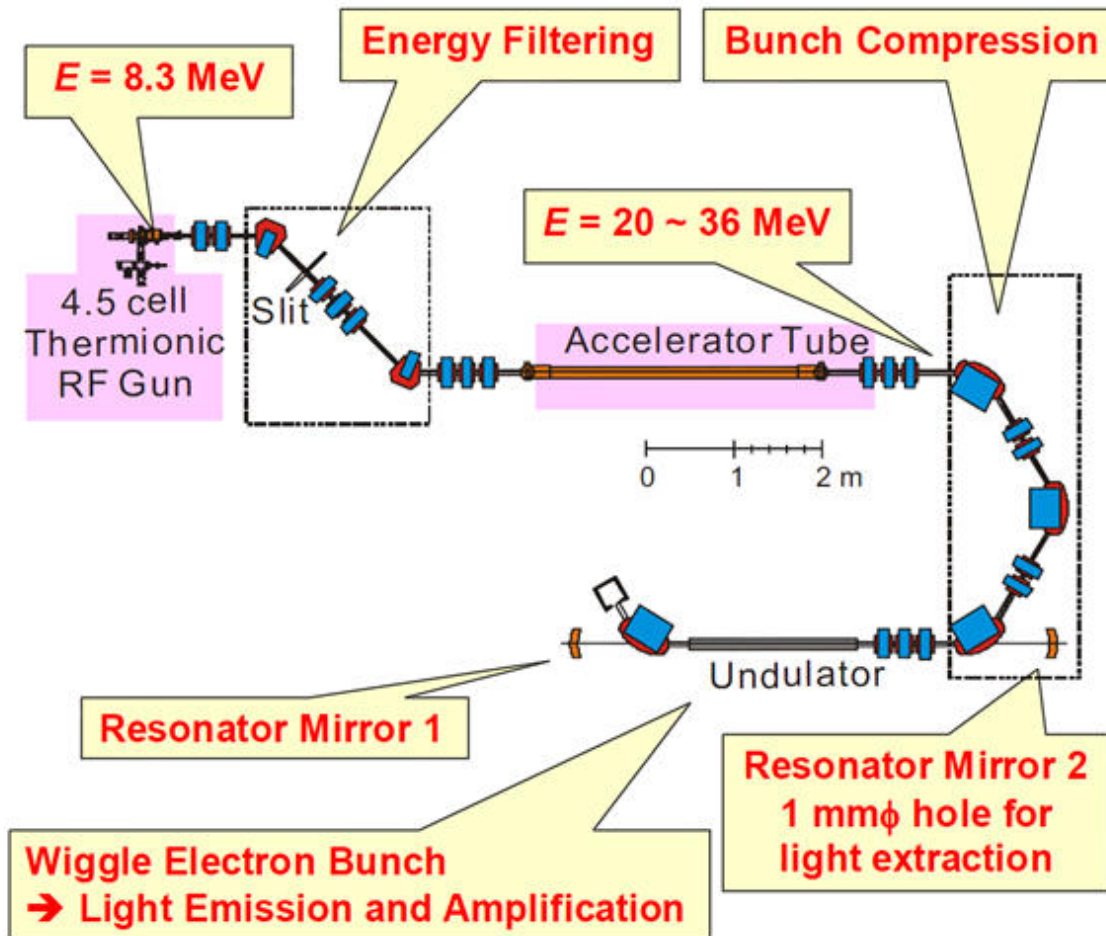 Energy Filtering
Bunch Compression
E = 8.3 MeV
E = 20 ~ 36 MeV
4.5 cell
Thermionic
RF Gun
Slit
Accelerator Tube
0 1 2 m
Undulator
Resonator Mirror 1
Resonator Mirror 2
1 mmϕ hole for
light extraction
Wiggle Electron Bunch
➔ Light Emission and Amplification